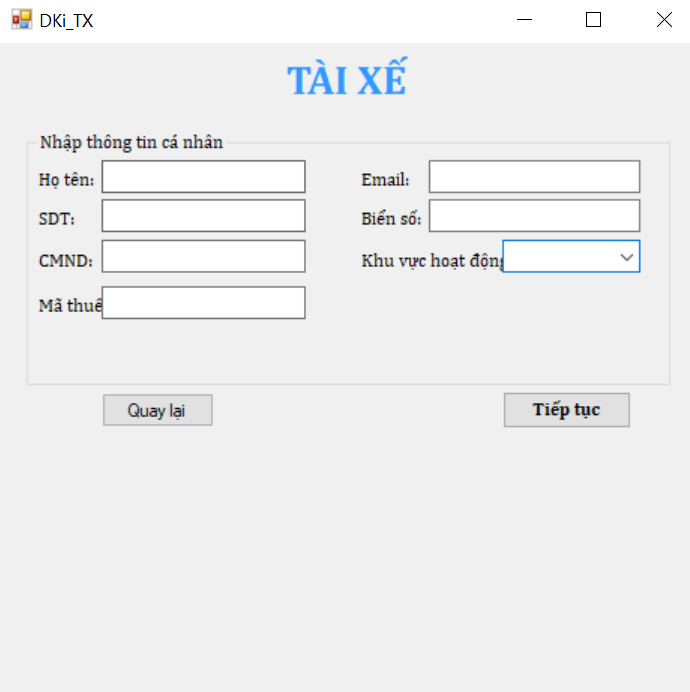 DKi_TX
TÀI XẾ
Nhập thông tin cá nhân
Họ tên:
Email:
SDT:
Biển số:
CMND:
Khu vực hoạt động
Mã thuế
Quay lại
Tiếp tục